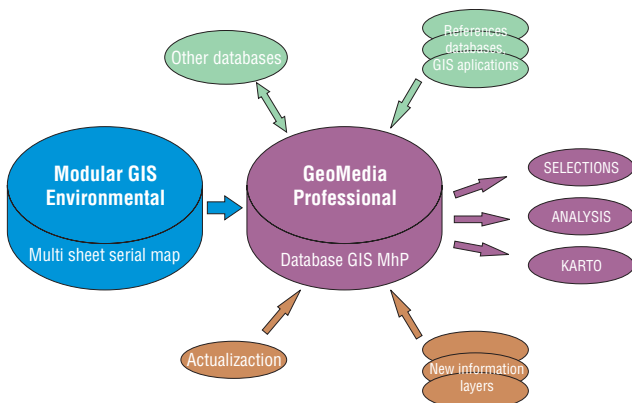 Other databases
References
databases,
GIS aplications
Modular GIS
Environmental
Multi sheet serial map
GeoMedia
Professional
Database GIS MhP
SELECTIONS
ANALYSIS
KARTO
Actualizaction
New information
layers